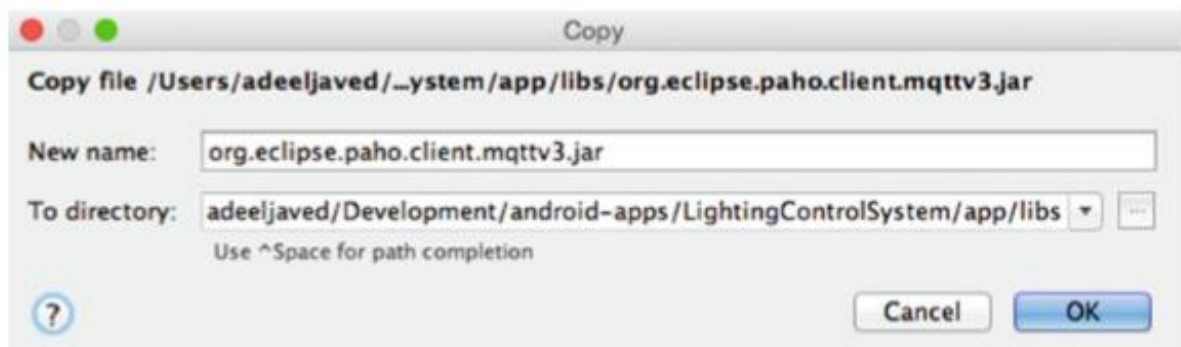 Copy
Copy file /Users/adeeljaved/…ystem/app/libs/org.eclipse.paho.client.mqttv3.jar
New name: org.eclipse.paho.client.mqttv3.jar
To directory: adeeljaved/Development/android-apps/LightingControlSystem/app/libs ...
Use ^Space for path completion
? Cancel OK